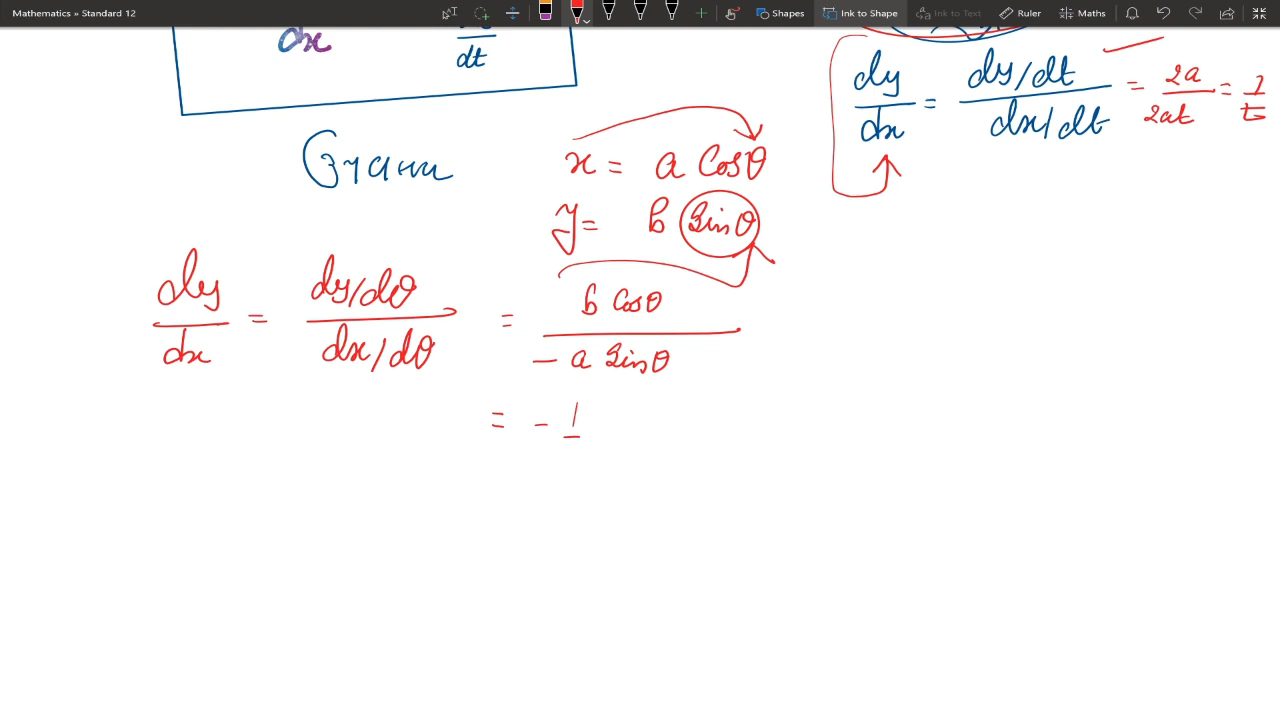 Mathematics » Standard 12
Shapes Ink to Shape Ink to Text Ruler Maths
dx dt
dy/dx = (dy/dt)/(dx/dt) = 2a/2at = 1/t
x = a Cosθ
y = b Sinθ
dy/dx = (dy/dθ)/(dx/dθ) = b Cosθ/(- a Sinθ)
= - 1